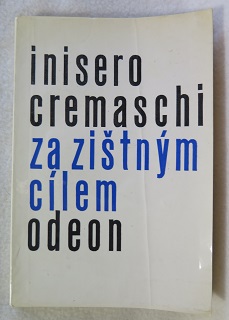 inisero
cremaschi
za zištným
cílem
odeon